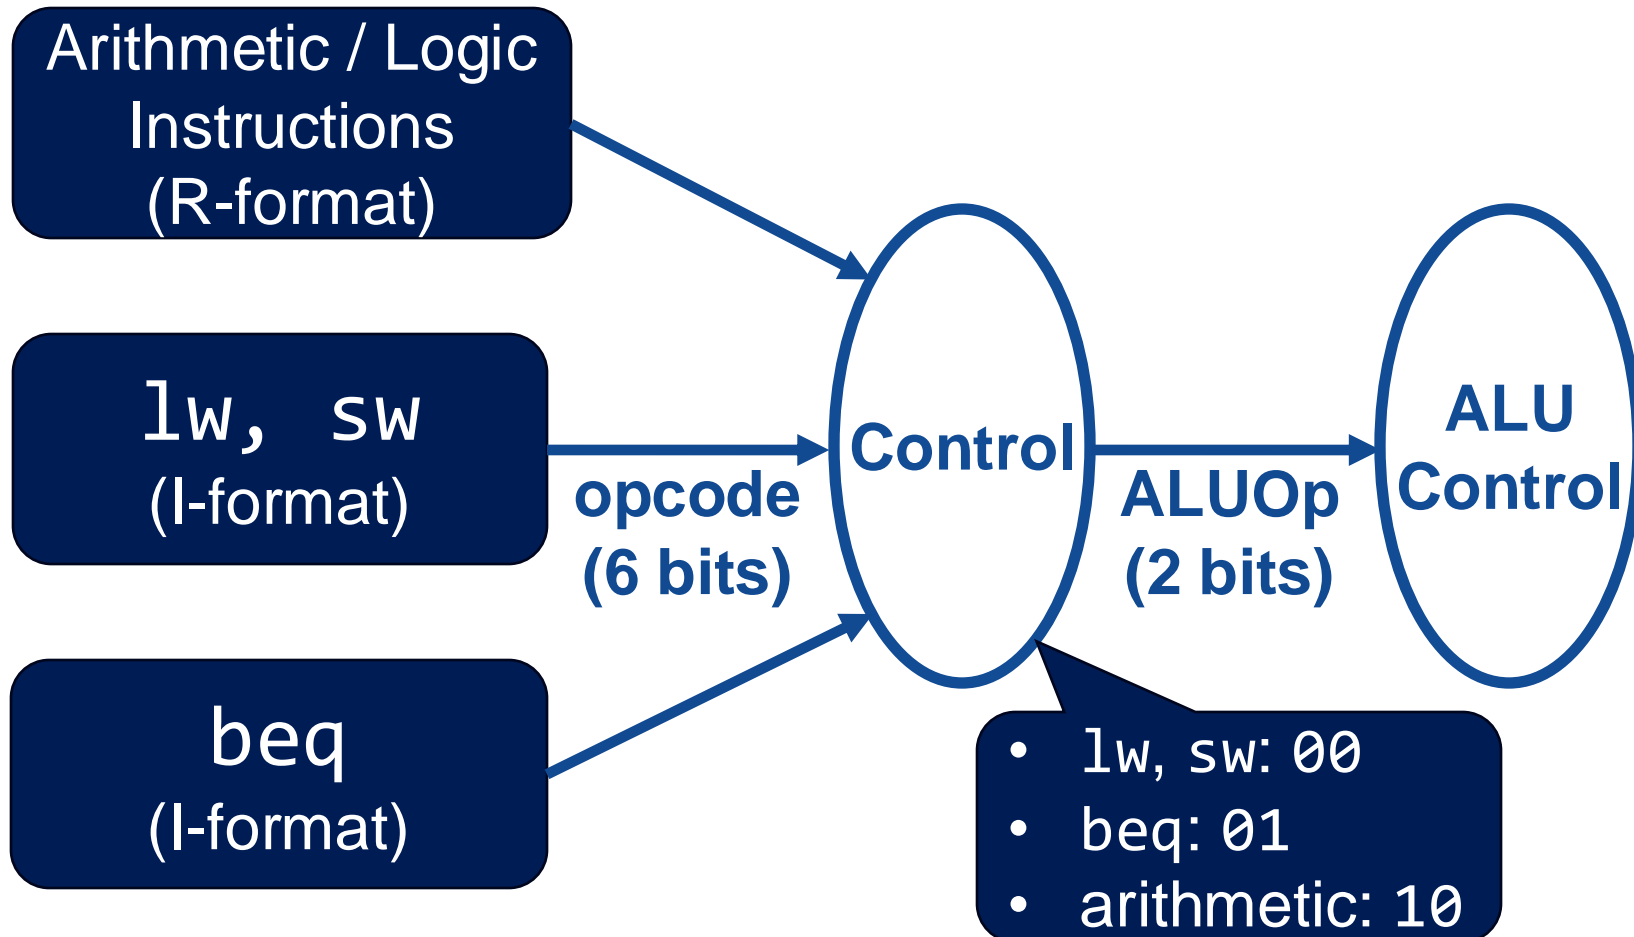 Arithmetic / Logic
Instructions
(R-format)
lw, sw
(I-format)
beq
(I-format)
opcode
(6 bits)
Control
ALUOp
(2 bits)
ALU
Control
• lw, sw: 00
• beq: 01
• arithmetic: 10